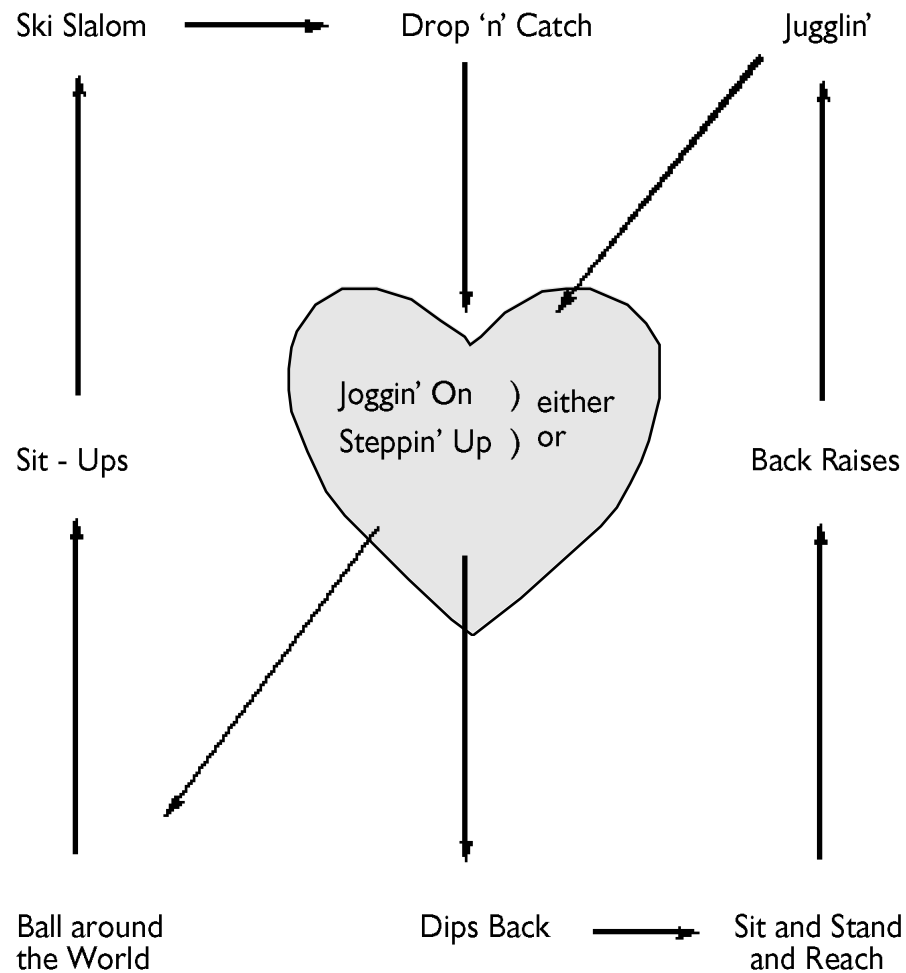 Ski Slalom
Drop ‘n’ Catch
Jugglin’
Joggin’ On ) either
Steppin’ Up ) or
Sit - Ups
Back Raises
Ball around
the World
Dips Back
Sit and Stand
and Reach